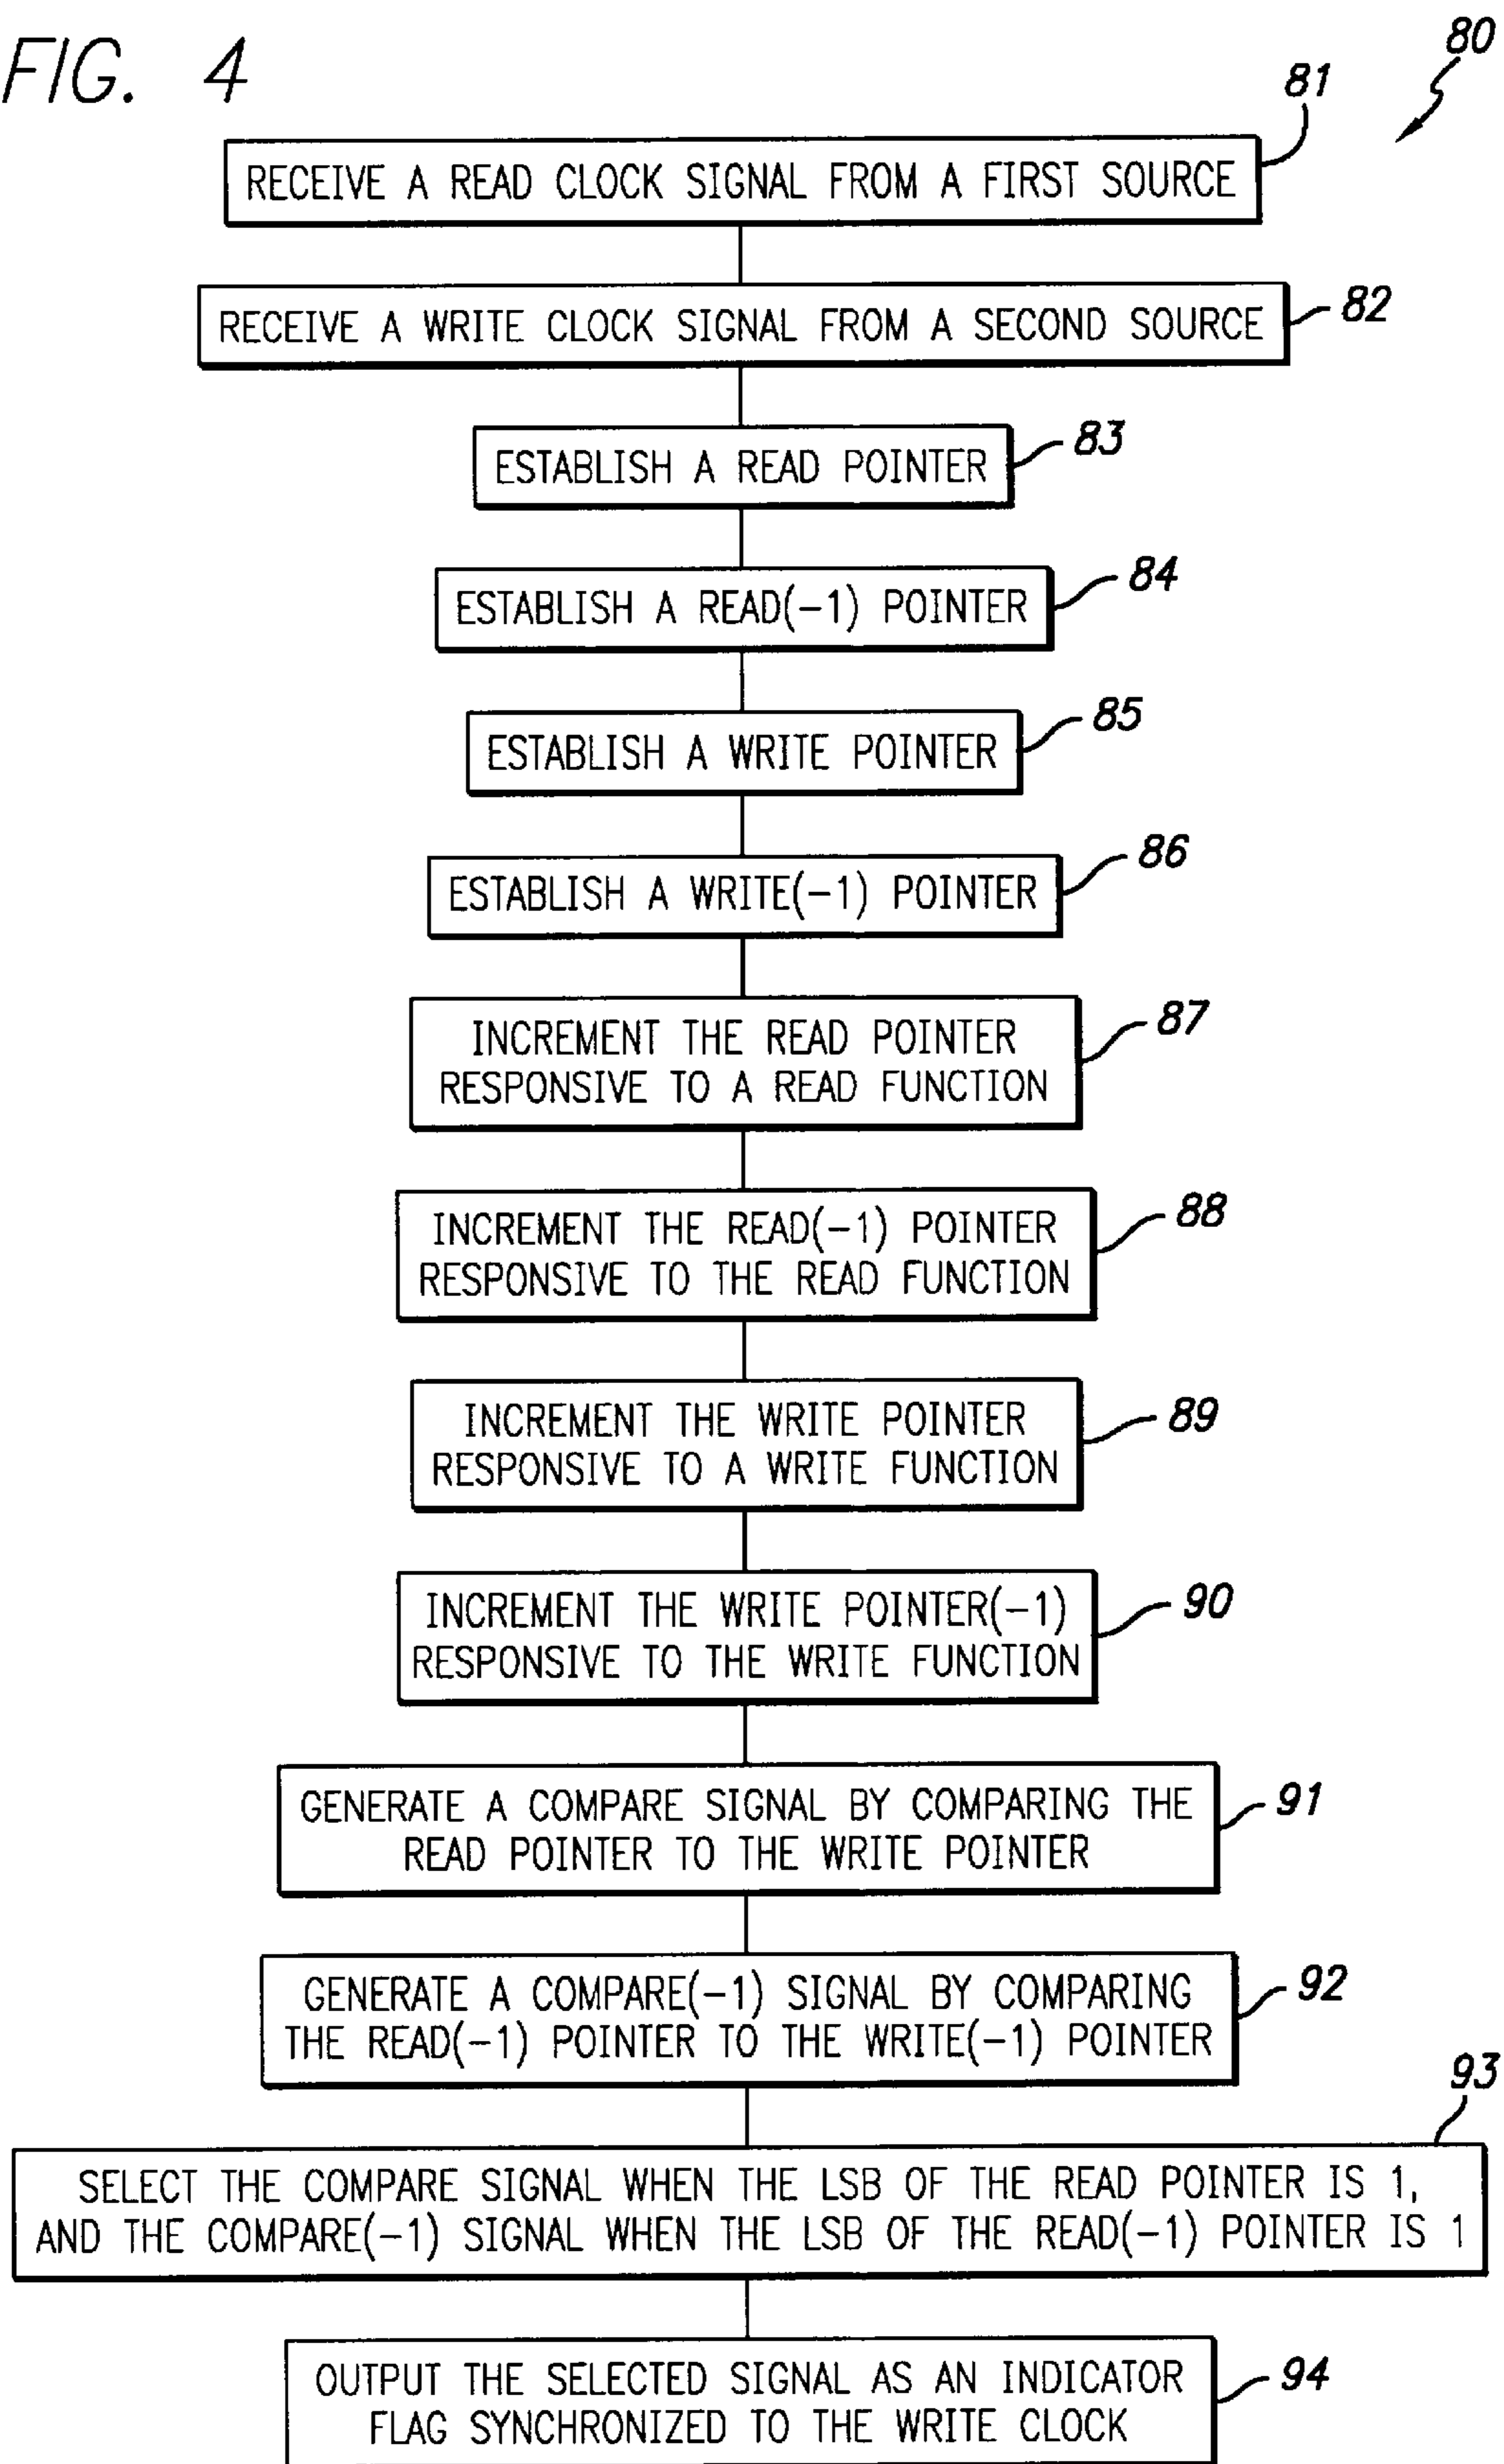 FIG. 4
80
81
RECEIVE A READ CLOCK SIGNAL FROM A FIRST SOURCE
82
RECEIVE A WRITE CLOCK SIGNAL FROM A SECOND SOURCE
83
ESTABLISH A READ POINTER
84
ESTABLISH A READ(-1) POINTER
85
ESTABLISH A WRITE POINTER
86
ESTABLISH A WRITE(-1) POINTER
87
INCREMENT THE READ POINTER
RESPONSIVE TO A READ FUNCTION
88
INCREMENT THE READ(-1) POINTER
RESPONSIVE TO THE READ FUNCTION
89
INCREMENT THE WRITE POINTER
RESPONSIVE TO A WRITE FUNCTION
90
INCREMENT THE WRITE POINTER(-1)
RESPONSIVE TO THE WRITE FUNCTION
91
GENERATE A COMPARE SIGNAL BY COMPARING THE
READ POINTER TO THE WRITE POINTER
92
GENERATE A COMPARE(-1) SIGNAL BY COMPARING
THE READ(-1) POINTER TO THE WRITE(-1) POINTER
93
SELECT THE COMPARE SIGNAL WHEN THE LSB OF THE READ POINTER IS 1,
AND THE COMPARE(-1) SIGNAL WHEN THE LSB OF THE READ(-1) POINTER IS 1
94
OUTPUT THE SELECTED SIGNAL AS AN INDICATOR
FLAG SYNCHRONIZED TO THE WRITE CLOCK